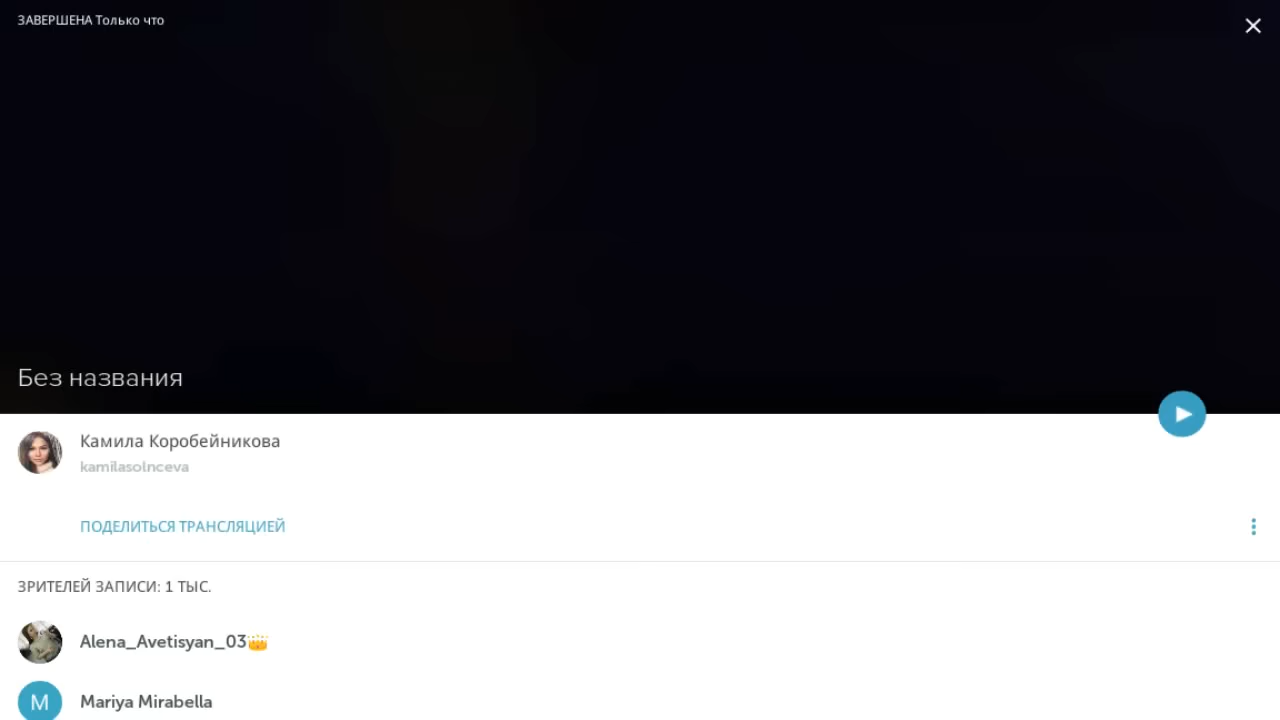 ЗАВЕРШЕНА Только что
Без названия
Камила Коробейникова
kamilasolnceva
ПОДЕЛИТЬСЯ ТРАНСЛЯЦИЕЙ
ЗРИТЕЛЕЙ ЗАПИСИ: 1 ТЫС.
Alena_Avetisyan_03👑
M
Mariya Mirabella